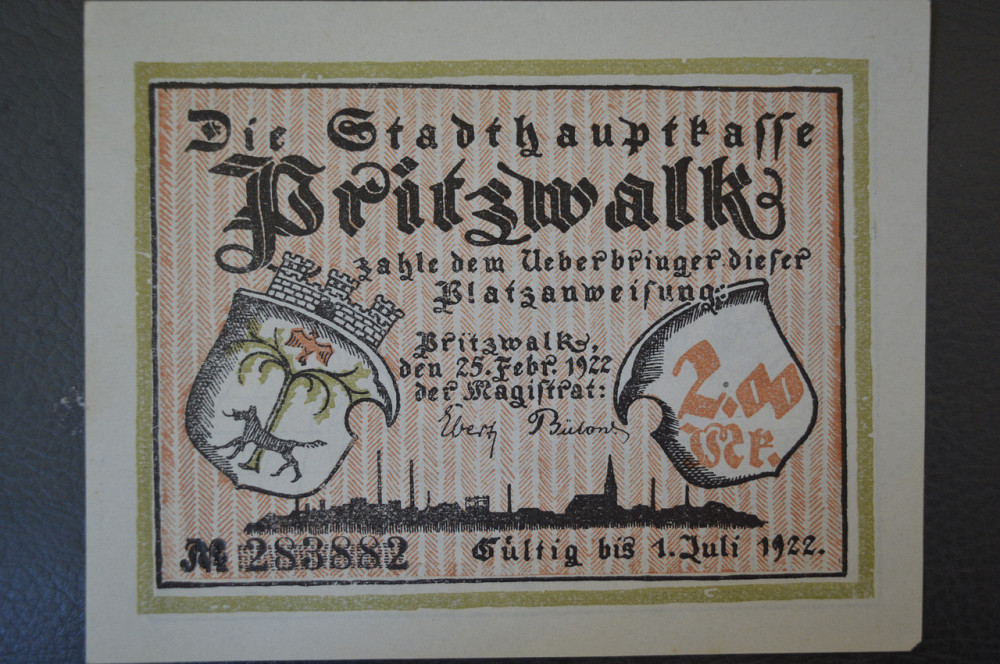 Die Stadthauptkasse
Pritzwalk
zahle dem Ueberbringer dieser
Platzanweisung:
Pritzwalk,
den 25. Febr. 1922
der Magistrat:
2.00
Mk.
№ 283882
Gültig bis 1. Juli 1922.